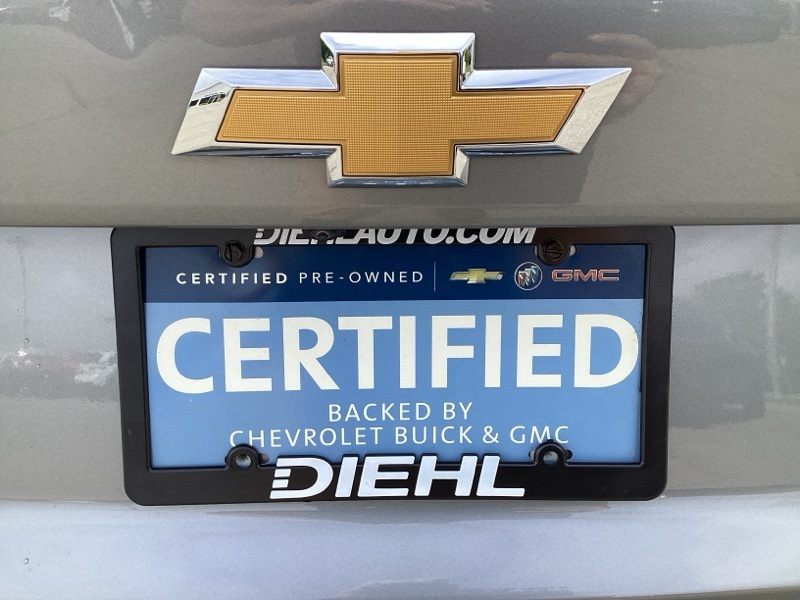 DIEHLAUTO.COM
CERTIFIED PRE-OWNED GMC
CERTIFIED
BACKED BY
CHEVROLET BUICK & GMC
DIEHL